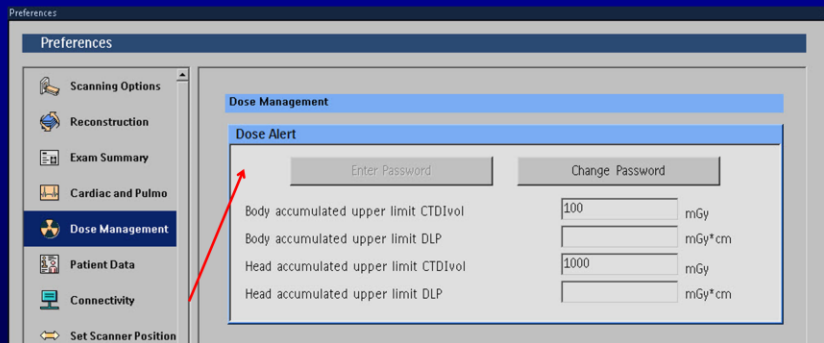 Preferences
Preferences
Scanning Options
Reconstruction
Exam Summary
Cardiac and Pulmo
Dose Management
Patient Data
Connectivity
Set Scanner Position
Dose Management
Dose Alert
Enter Password Change Password
Body accumulated upper limit CTDIvol 100 mGy
Body accumulated upper limit DLP mGy*cm
Head accumulated upper limit CTDIvol 1000 mGy
Head accumulated upper limit DLP mGy*cm